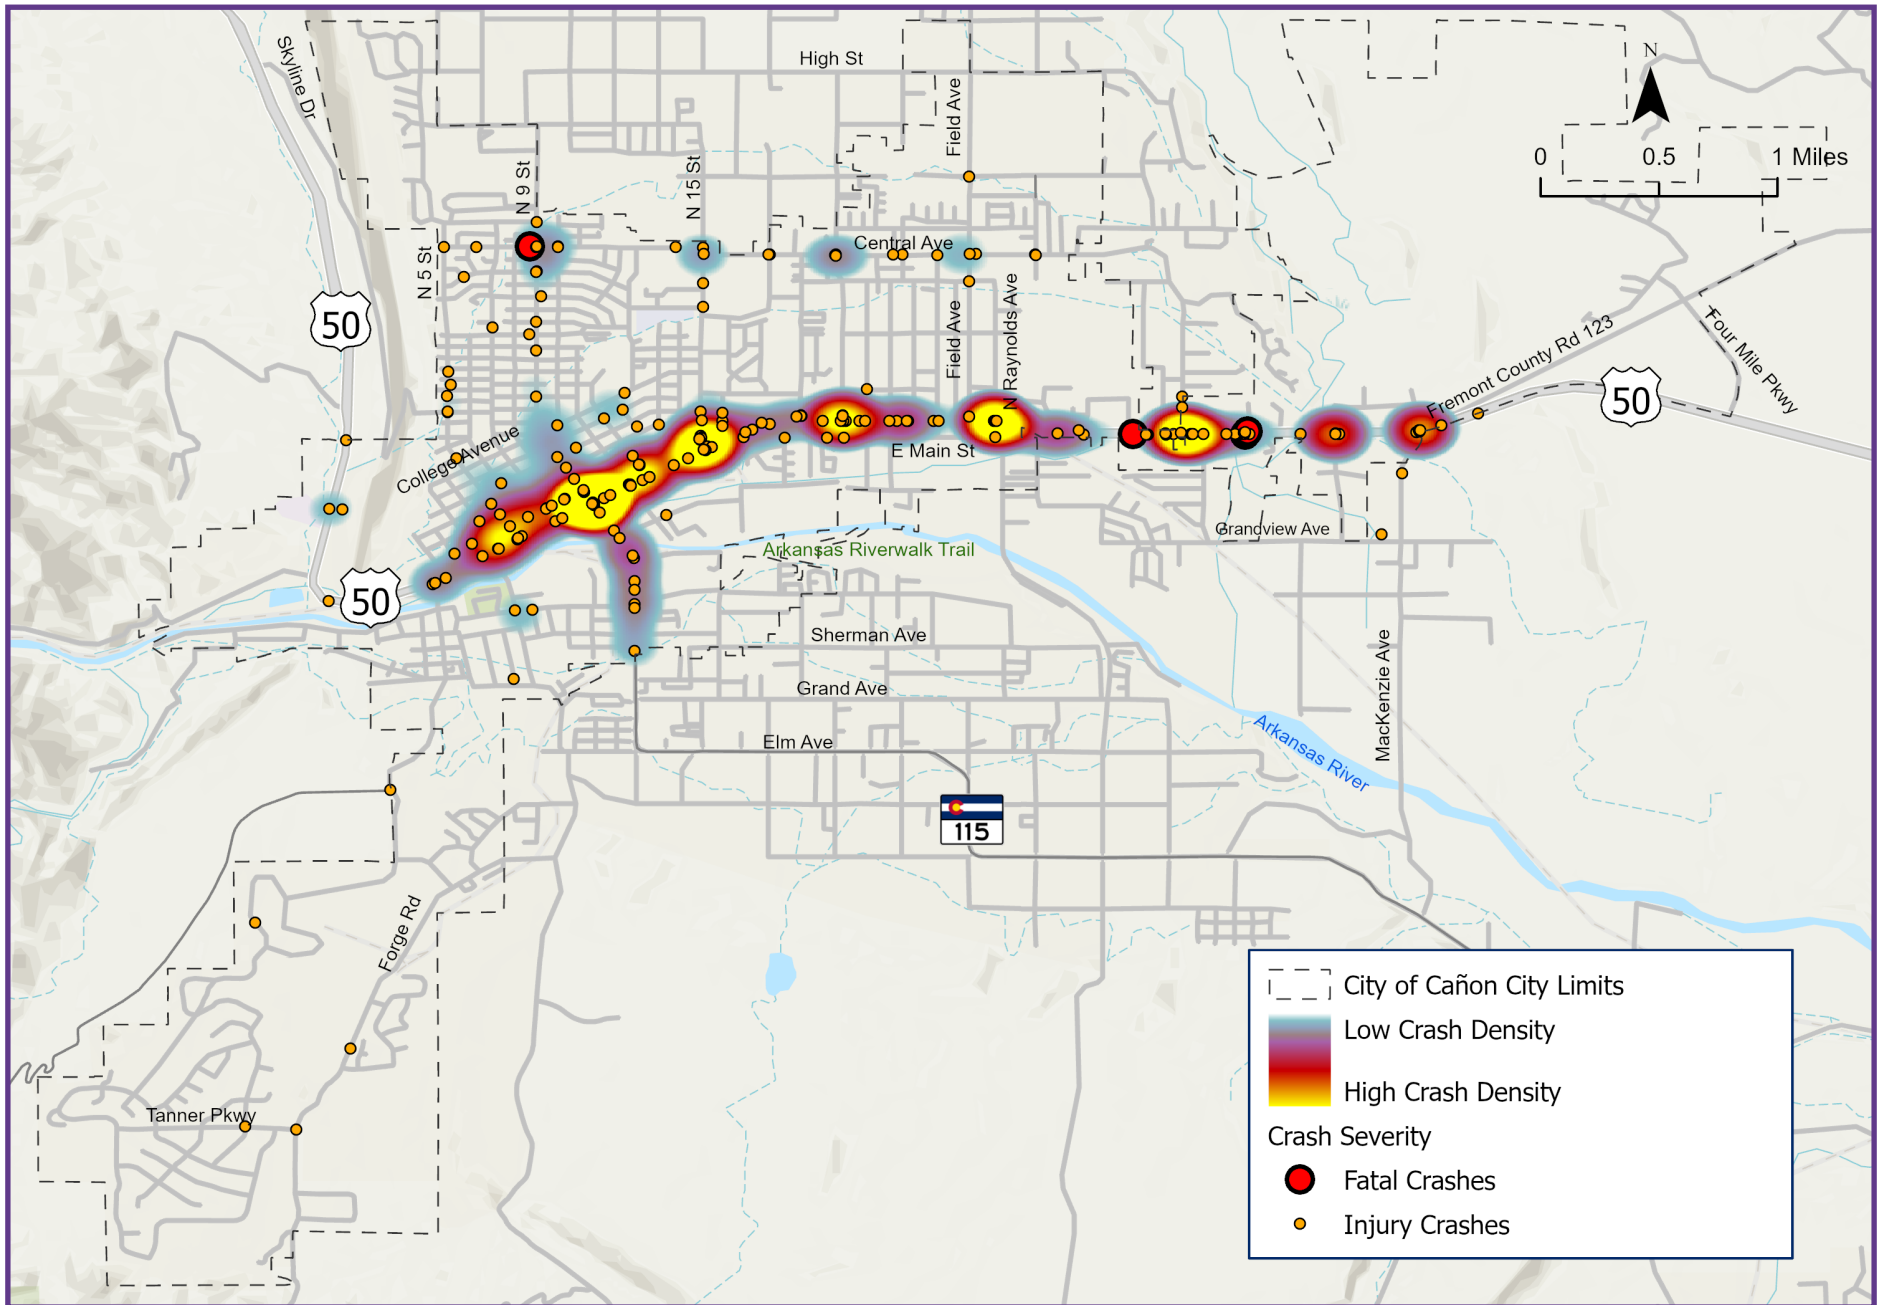 High St
Skyline Dr
N
0 0.5 1 Miles
Field Ave
N 9 St
N 15 St
Central Ave
N 5 St
50
N Raynolds Ave
Field Ave
Fremont County Rd 123
Four Mile Pkwy
50
College Avenue
E Main St
Grandview Ave
Arkansas Riverwalk Trail
50
Sherman Ave
MacKenzie Ave
Grand Ave
Elm Ave
Arkansas River
115
Forge Rd
Tanner Pkwy
City of Cañon City Limits
Low Crash Density
High Crash Density
Crash Severity
Fatal Crashes
Injury Crashes